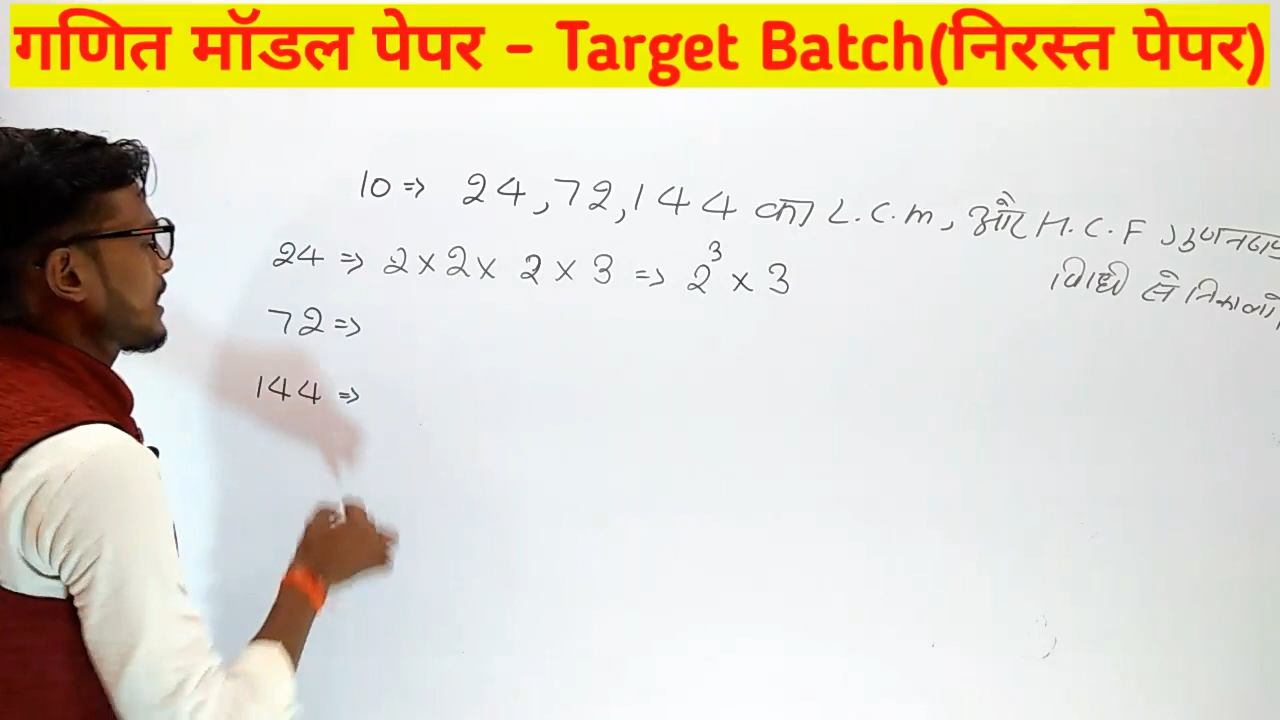 गणित मॉडल पेपर - Target Batch(निरस्त पेपर)
10 ⇒ 24,72,144 का L.C.M, और H.C.F
विधी से निकालो
24 ⇒ 2 × 2 × 2 × 3 ⇒ 2³ × 3
72 ⇒
144 ⇒